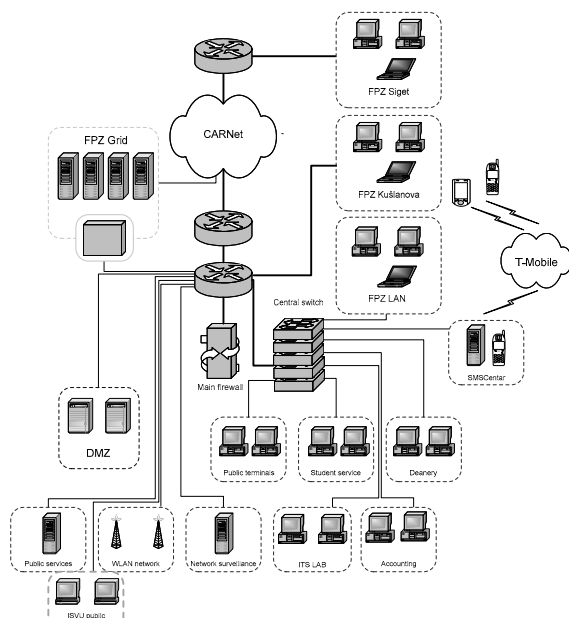 FPZ Siget
CARNet
FPZ Grid
FPZ Kušlanova
T-Mobile
FPZ LAN
Central switch
Main firewall
SMSCentar
DMZ
Public terminals
Student service
Deanery
Public services
WLAN network
Network surveillance
ITS LAB
Accounting
ISVU public